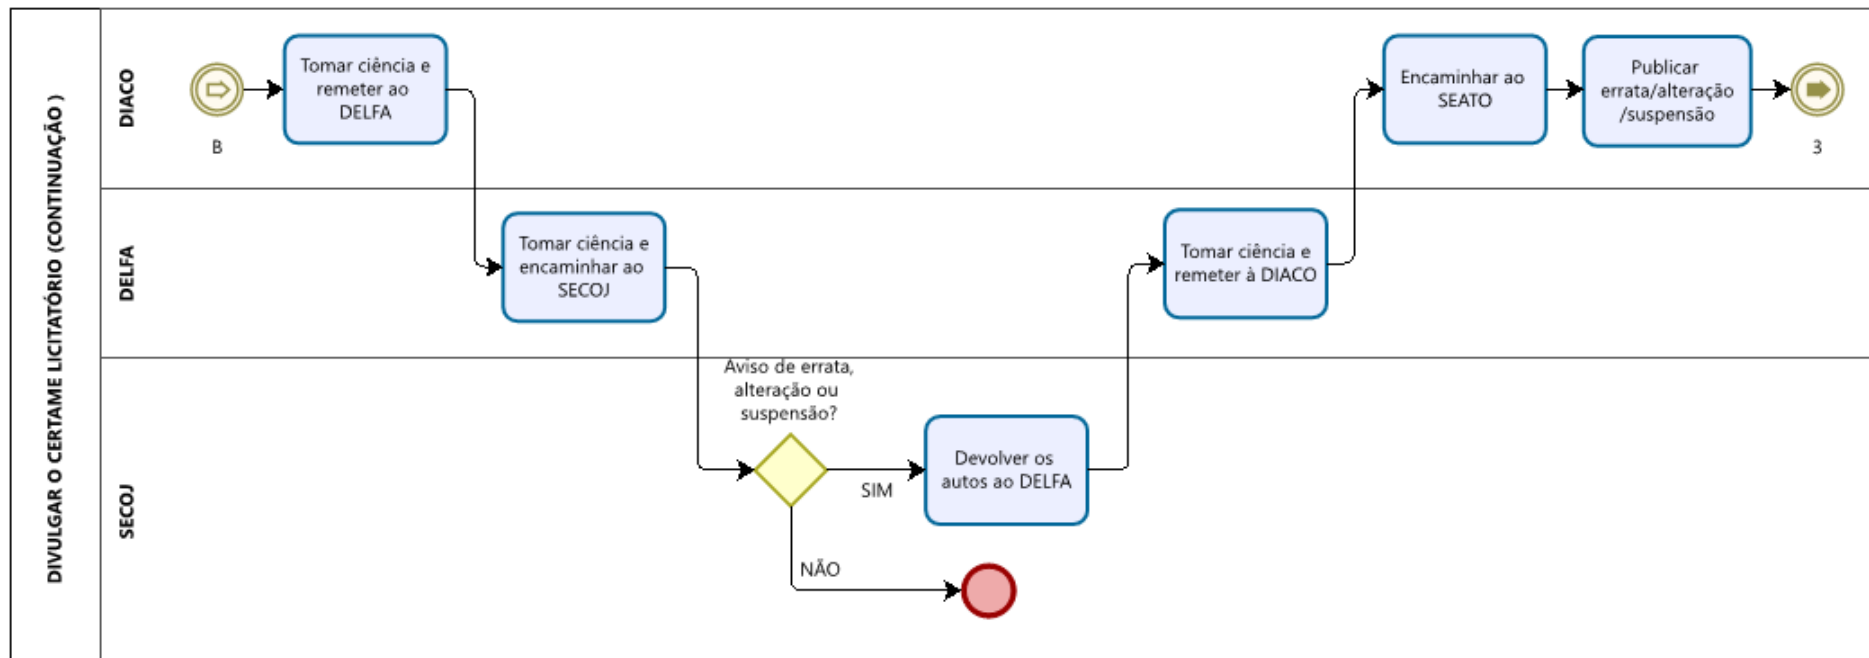 DIVULGAR O CERTAME LICITATÓRIO (CONTINUAÇÃO )
DIACO
B
Tomar ciência e
remeter ao
DELFA
Encaminhar ao
SEATO
Publicar
errata/alteração
/suspensão
3
DELFA
Tomar ciência e
encaminhar ao
SECOJ
Tomar ciência e
remeter à DIACO
SECOJ
Aviso de errata,
alteração ou
suspensão?
SIM
Devolver os
autos ao DELFA
NÃO